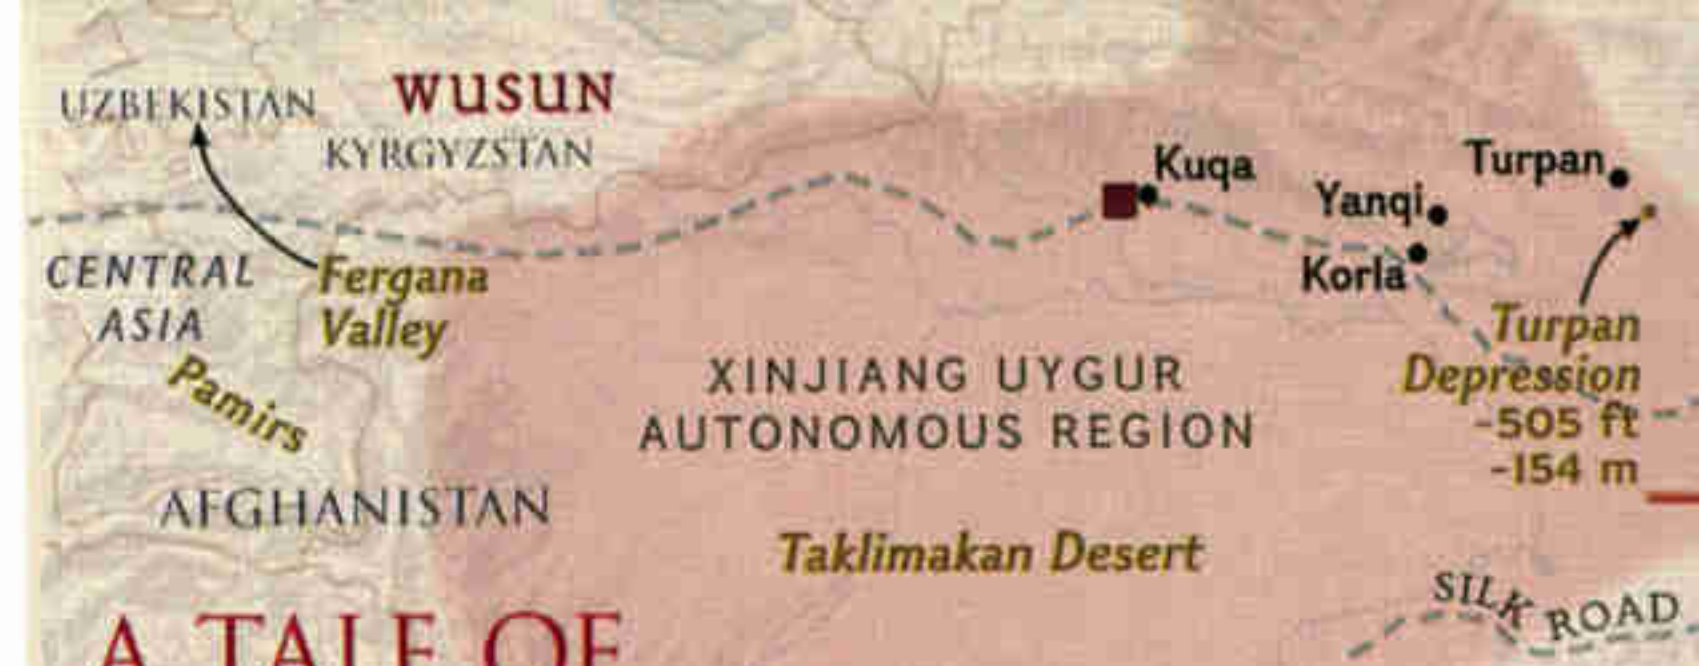 WUSUN
UZBEKISTAN
KYRGYZSTAN
Kuqa
Turpan
Yanqi
Korla
CENTRAL
ASIA
Fergana
Valley
Pamirs
Turpan
Depression
-505 ft
-154 m
XINJIANG UYGUR
AUTONOMOUS REGION
AFGHANISTAN
Taklimakan Desert
SILK ROAD
A TALE OF